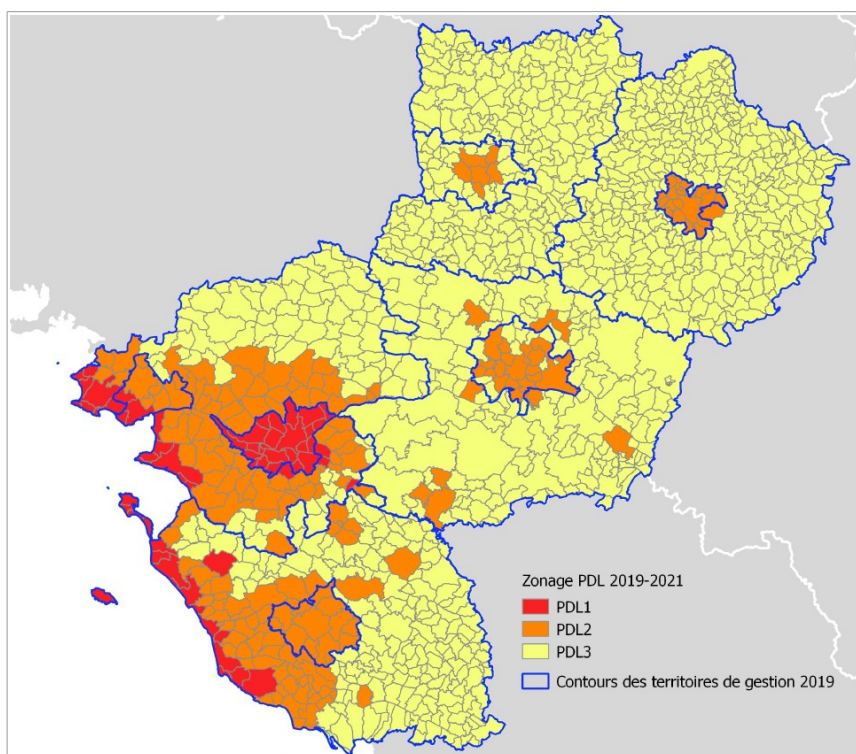 Zonage PDL 2019-2021
PDL1
PDL2
PDL3
Contours des territoires de gestion 2019